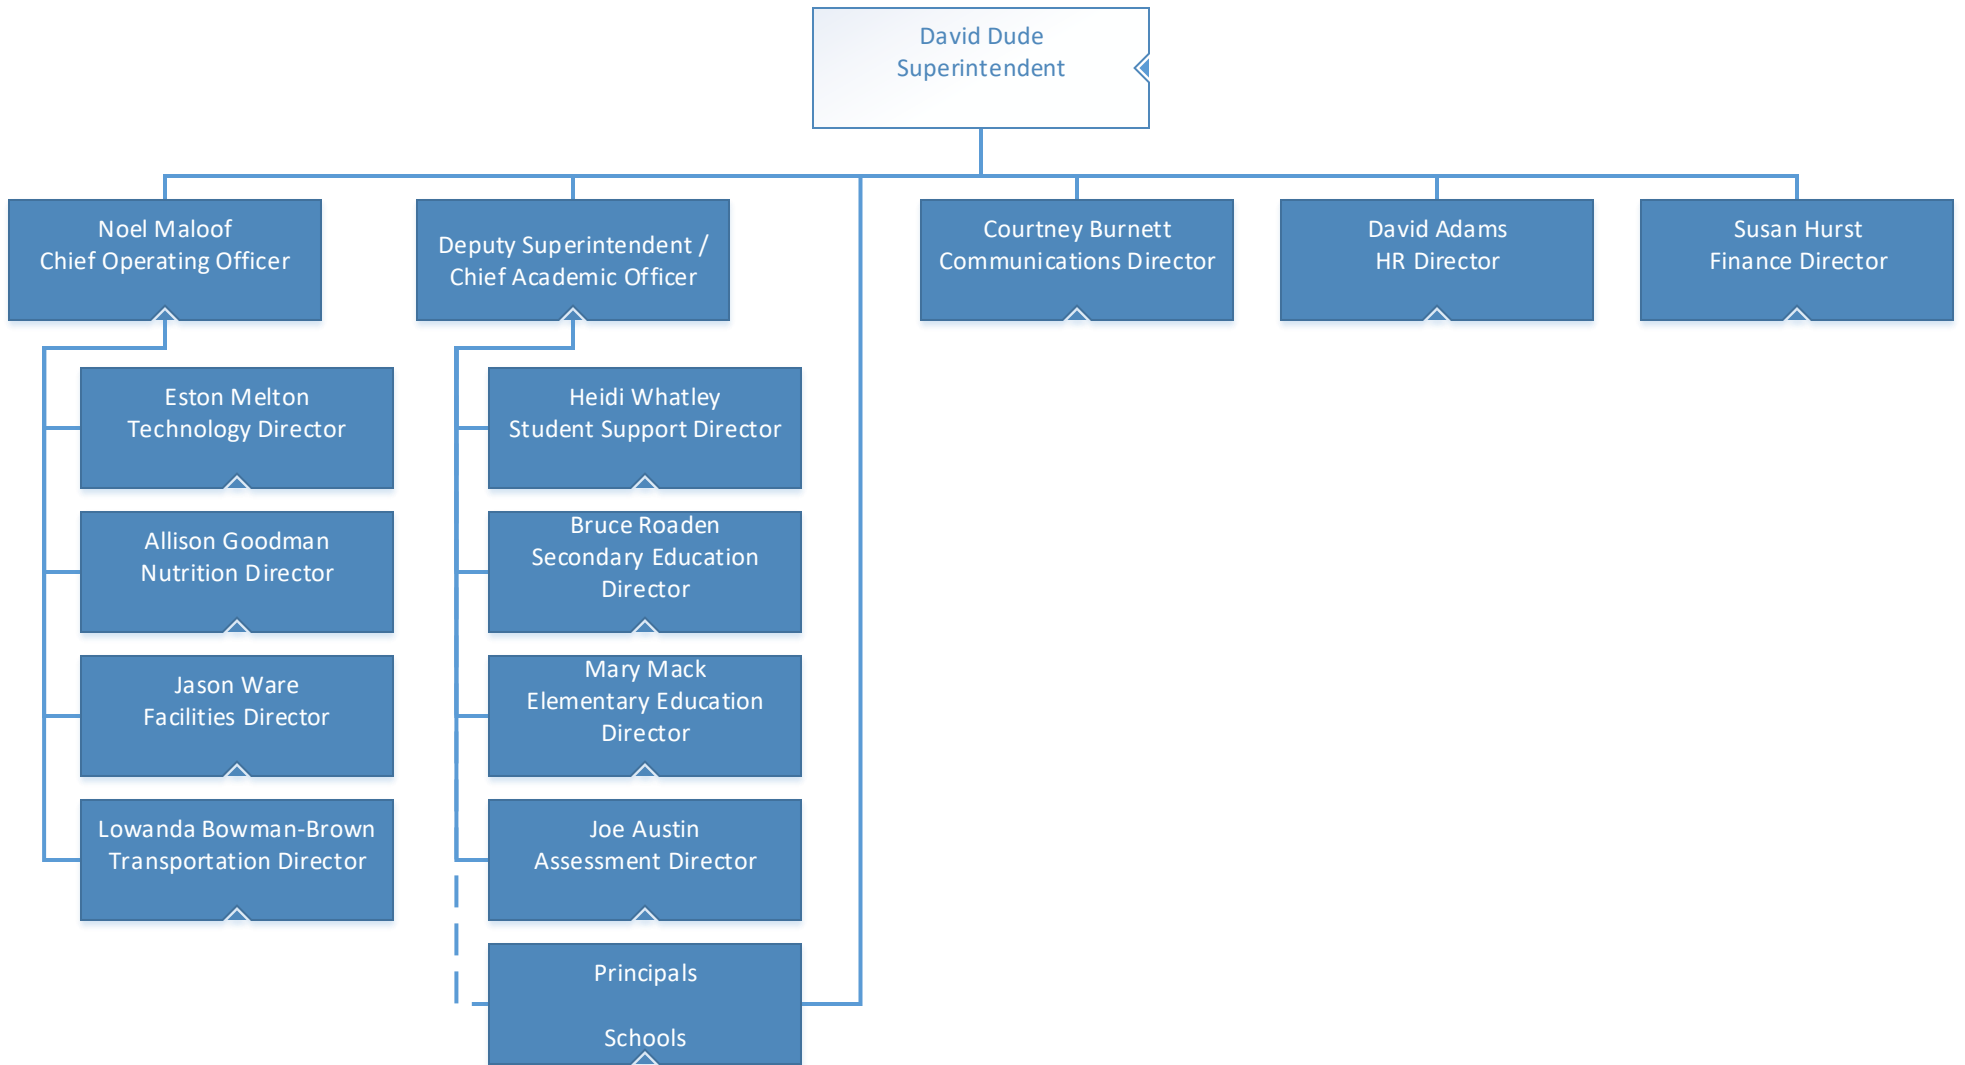 David Dude
Superintendent
Noel Maloof
Chief Operating Officer
Deputy Superintendent /
Chief Academic Officer
Courtney Burnett
Communications Director
David Adams
HR Director
Susan Hurst
Finance Director
Eston Melton
Technology Director
Allison Goodman
Nutrition Director
Jason Ware
Facilities Director
Lowanda Bowman-Brown
Transportation Director
Heidi Whatley
Student Support Director
Bruce Roaden
Secondary Education
Director
Mary Mack
Elementary Education
Director
Joe Austin
Assessment Director
Principals
Schools